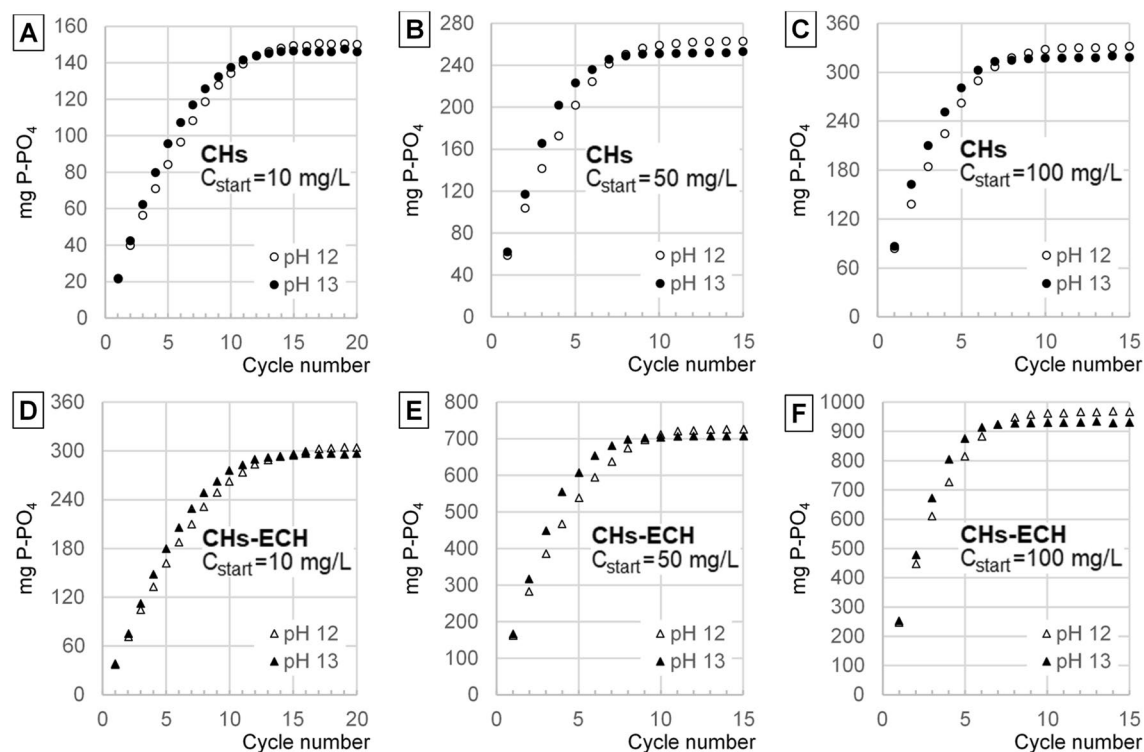 A
mg P-PO4
160
140
120
100
80
60
40
20
0
CHs
Cstart=10 mg/L
pH 12
pH 13
0 5 10 15 20
Cycle number
B
mg P-PO4
280
240
200
160
120
80
40
0
CHs
Cstart=50 mg/L
pH 12
pH 13
0 5 10 15
Cycle number
C
mg P-PO4
360
300
240
180
120
60
0
CHs
Cstart=100 mg/L
pH 12
pH 13
0 5 10 15
Cycle number
D
mg P-PO4
360
300
240
180
120
60
0
CHs-ECH
Cstart=10 mg/L
pH 12
pH 13
0 5 10 15 20
Cycle number
E
mg P-PO4
800
700
600
500
400
300
200
100
0
CHs-ECH
Cstart=50 mg/L
pH 12
pH 13
0 5 10 15
Cycle number
F
mg P-PO4
1000
900
800
700
600
500
400
300
200
100
0
CHs-ECH
Cstart=100 mg/L
pH 12
pH 13
0 5 10 15
Cycle number